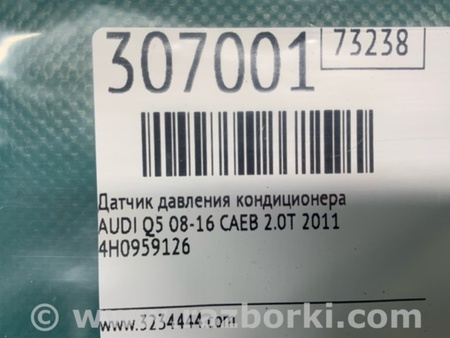 307001
73238
Датчик давления кондиционера
AUDI Q5 08-16 CAEB 2.0T 2011
4H0959126
www.3234444.com